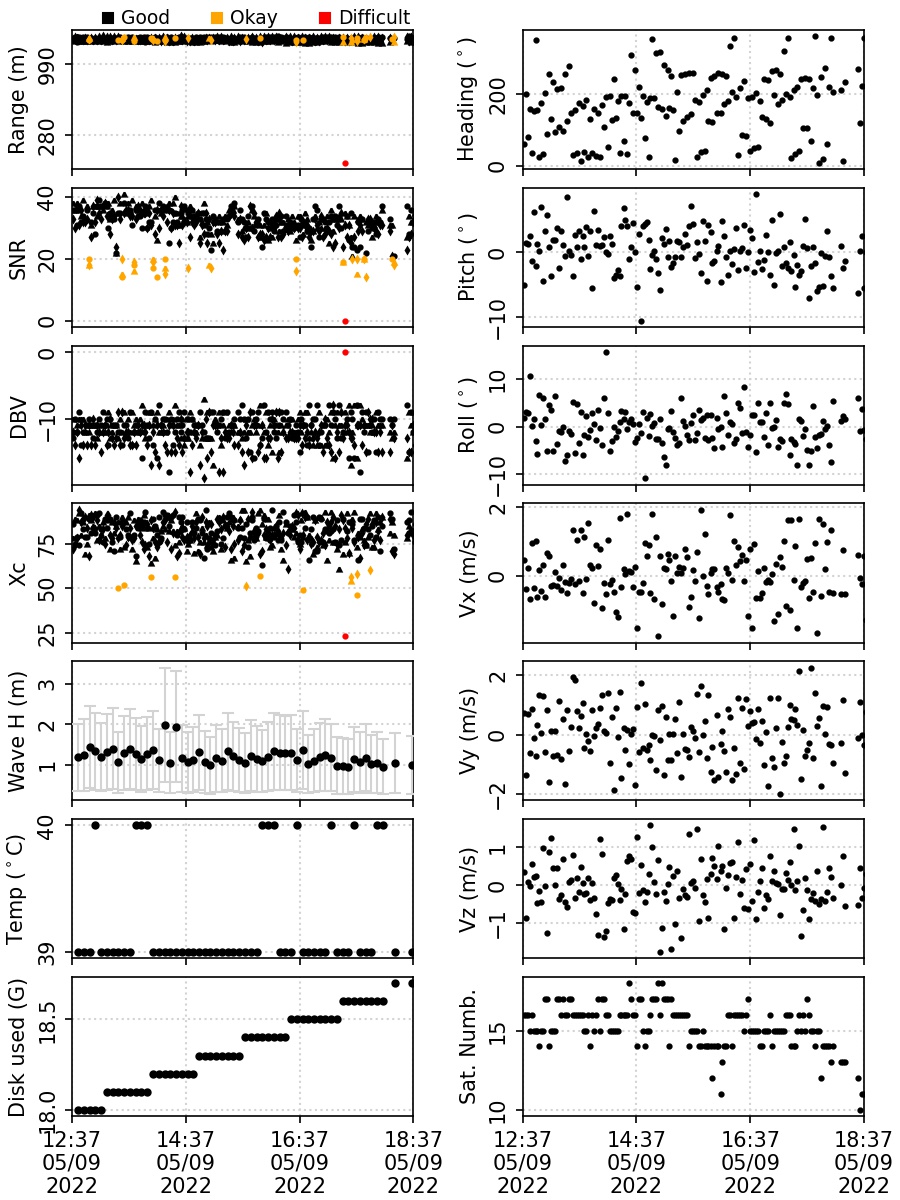 Good Okay Difficult
Range (m)
990
280
Heading (°)
200
0
SNR
40
20
0
Pitch (°)
0
−10
DBV
0
−10
Roll (°)
10
0
−10
Xc
75
50
25
Vx (m/s)
2
0
Wave H (m)
3
2
1
Vy (m/s)
2
0
−2
Temp (°C)
40
39
Vz (m/s)
1
0
−1
Disk used (G)
18.5
18.0
Sat. Numb.
15
10
12:37 14:37 16:37 18:37 12:37 14:37 16:37 18:37
05/09 05/09 05/09 05/09 05/09 05/09 05/09 05/09
2022 2022 2022 2022 2022 2022 2022 2022